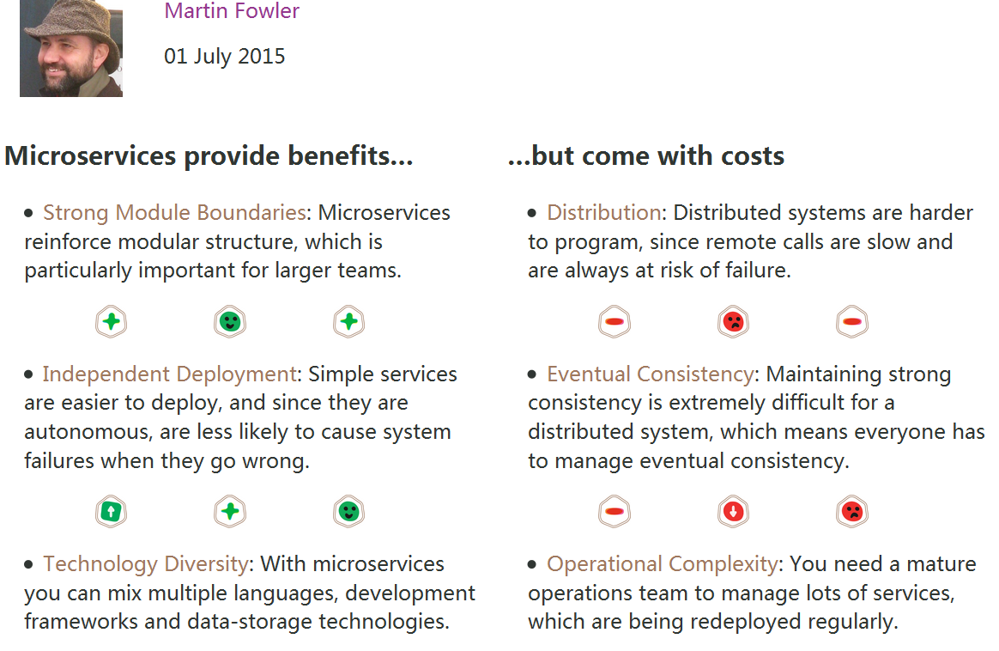 Martin Fowler
01 July 2015
Microservices provide benefits…
• Strong Module Boundaries: Microservices
reinforce modular structure, which is
particularly important for larger teams.
• Independent Deployment: Simple services
are easier to deploy, and since they are
autonomous, are less likely to cause system
failures when they go wrong.
• Technology Diversity: With microservices
you can mix multiple languages, development
frameworks and data-storage technologies.
…but come with costs
• Distribution: Distributed systems are harder
to program, since remote calls are slow and
are always at risk of failure.
• Eventual Consistency: Maintaining strong
consistency is extremely difficult for a
distributed system, which means everyone has
to manage eventual consistency.
• Operational Complexity: You need a mature
operations team to manage lots of services,
which are being redeployed regularly.